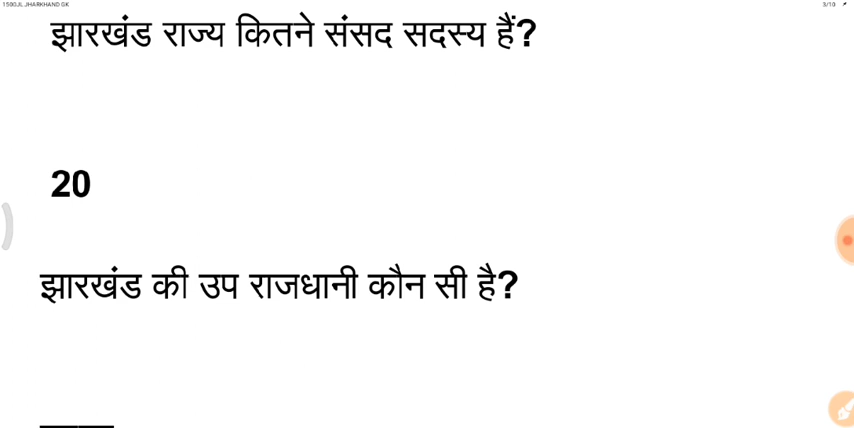 1500JL JHARKHAND GK
3/10
झारखंड राज्य कितने संसद सदस्य हैं?
20
झारखंड की उप राजधानी कौन सी है?